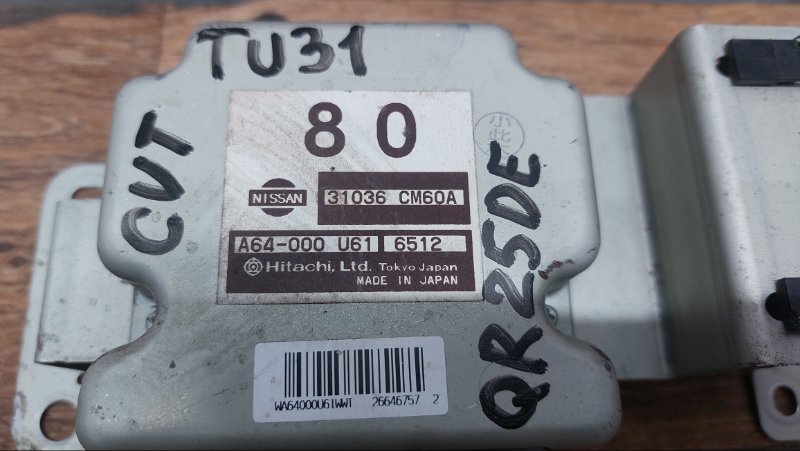 TU31
CVT
80
NISSAN
31036 CM60A
A64-000 U61 6512
Hitachi, Ltd. Tokyo Japan
MADE IN JAPAN
QR25DE
WA64000U61WWT 26646757 2